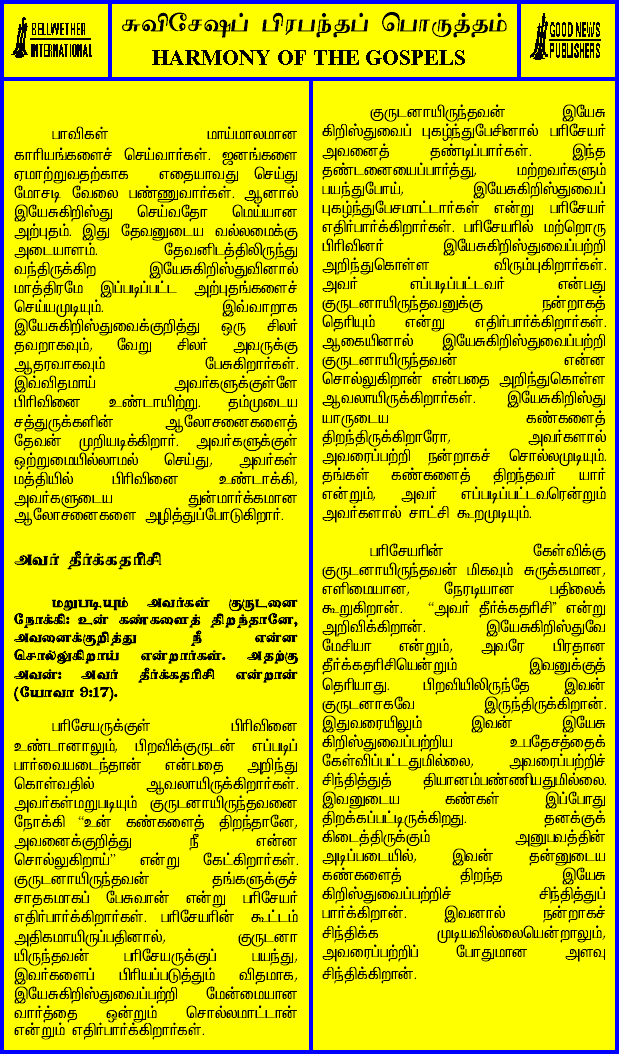 BELLWETHER
INTERNATIONAL
சுவிசேஷப் பிரபந்தப் பொருத்தம்
HARMONY OF THE GOSPELS
GOOD NEWS
PUBLISHERS
பாவிகள் மாய்மாலமான
காரியங்களைச் செய்வார்கள். ஜனங்களை
ஏமாற்றுவதற்காக எதையாவது செய்து
மோசடி வேலை பண்ணுவார்கள். ஆனால்
இயேசுகிறிஸ்து செய்வதோ மெய்யான
அற்புதம். இது தேவனுடைய வல்லமைக்கு
அடையாளம். தேவனிடத்திலிருந்து
வந்திருக்கிற இயேசுகிறிஸ்துவினால்
மாத்திரமே இப்படிப்பட்ட அற்புதங்களைச்
செய்யமுடியும். இவ்வாறாக
இயேசுகிறிஸ்துவைக்குறித்து ஒரு சிலர்
தவறாகவும், வேறு சிலர் அவருக்கு
ஆதரவாகவும் பேசுகிறார்கள்.
இவ்விதமாய் அவர்களுக்குள்ளே
பிரிவினை உண்டாயிற்று. தம்முடைய
சத்துருக்களின் ஆலோசனைகளைத்
தேவன் முறியடிக்கிறார். அவர்களுக்குள்
ஒற்றுமையில்லாமல் செய்து, அவர்கள்
மத்தியில் பிரிவினை உண்டாக்கி,
அவர்களுடைய துன்மார்க்கமான
ஆலோசனைகளை அழித்துப்போடுகிறார்.
அவர் தீர்க்கதரிசி
மறுபடியும் அவர்கள் குருடனை
நோக்கி: உன் கண்களைத் திறந்தானே,
அவனைக்குறித்து நீ என்ன
சொல்லுகிறாய் என்றார்கள். அதற்கு
அவன்: அவர் தீர்க்கதரிசி என்றான்
(யோவா 9:17).
பரிசேயருக்குள் பிரிவினை
உண்டானாலும், பிறவிக்குருடன் எப்படிப்
பார்வையடைந்தான் என்பதை அறிந்து
கொள்வதில் ஆவலாயிருக்கிறார்கள்.
அவர்கள்மறுபடியும் குருடனாயிருந்தவனை
நோக்கி “உன் கண்களைத் திறந்தானே,
அவனைக்குறித்து நீ என்ன
சொல்லுகிறாய்” என்று கேட்கிறார்கள்.
குருடனாயிருந்தவன் தங்களுக்குச்
சாதகமாகப் பேசுவான் என்று பரிசேயர்
எதிர்பார்க்கிறார்கள். பரிசேயரின் கூட்டம்
அதிகமாயிருப்பதினால், குருடனா
யிருந்தவன் பரிசேயருக்குப் பயந்து,
இவர்களைப் பிரியப்படுத்தும் விதமாக,
இயேசுகிறிஸ்துவைப்பற்றி மேன்மையான
வார்த்தை ஒன்றும் சொல்லமாட்டான்
என்றும் எதிர்பார்க்கிறார்கள்.
குருடனாயிருந்தவன் இயேசு
கிறிஸ்துவைப் புகழ்ந்துபேசினால் பரிசேயர்
அவனைத் தண்டிப்பார்கள். இந்த
தண்டனையைப்பார்த்து, மற்றவர்களும்
பயந்துபோய், இயேசுகிறிஸ்துவைப்
புகழ்ந்துபேசமாட்டார்கள் என்று பரிசேயர்
எதிர்பார்க்கிறார்கள். பரிசேயரில் மற்றொரு
பிரிவினர் இயேசுகிறிஸ்துவைப்பற்றி
அறிந்துகொள்ள விரும்புகிறார்கள்.
அவர் எப்படிப்பட்டவர் என்பது
குருடனாயிருந்தவனுக்கு நன்றாகத்
தெரியும் என்று எதிர்பார்க்கிறார்கள்.
ஆகையினால் இயேசுகிறிஸ்துவைப்பற்றி
குருடனாயிருந்தவன் என்ன
சொல்லுகிறான் என்பதை அறிந்துகொள்ள
ஆவலாயிருக்கிறார்கள். இயேசுகிறிஸ்து
யாருடைய கண்களைத்
திறந்திருக்கிறாரோ, அவர்களால்
அவரைப்பற்றி நன்றாகச் சொல்லமுடியும்.
தங்கள் கண்களைத் திறந்தவர் யார்
என்றும், அவர் எப்படிப்பட்டவரென்றும்
அவர்களால் சாட்சி கூறமுடியும்.
பரிசேயரின் கேள்விக்கு
குருடனாயிருந்தவன் மிகவும் சுருக்கமான,
எளிமையான, நேரடியான பதிலைக்
கூறுகிறான். “அவர் தீர்க்கதரிசி” என்று
அறிவிக்கிறான். இயேசுகிறிஸ்துவே
மேசியா என்றும், அவரே பிரதான
தீர்க்கதரிசியென்றும் இவனுக்குத்
தெரியாது. பிறவியிலிருந்தே இவன்
குருடனாகவே இருந்திருக்கிறான்.
இதுவரையிலும் இவன் இயேசு
கிறிஸ்துவைப்பற்றிய உபதேசத்தைக்
கேள்விப்பட்டதுமில்லை, அவரைப்பற்றிச்
சிந்தித்துத் தியானம்பண்ணியதுமில்லை.
இவனுடைய கண்கள் இப்போது
திறக்கப்பட்டிருக்கிறது. தனக்குக்
கிடைத்திருக்கும் அனுபவத்தின்
அடிப்படையில், இவன் தன்னுடைய
கண்களைத் திறந்த இயேசு
கிறிஸ்துவைப்பற்றிச் சிந்தித்துப்
பார்க்கிறான். இவனால் நன்றாகச்
சிந்திக்க முடியவில்லையென்றாலும்,
அவரைப்பற்றிப் போதுமான அளவு
சிந்திக்கிறான்.